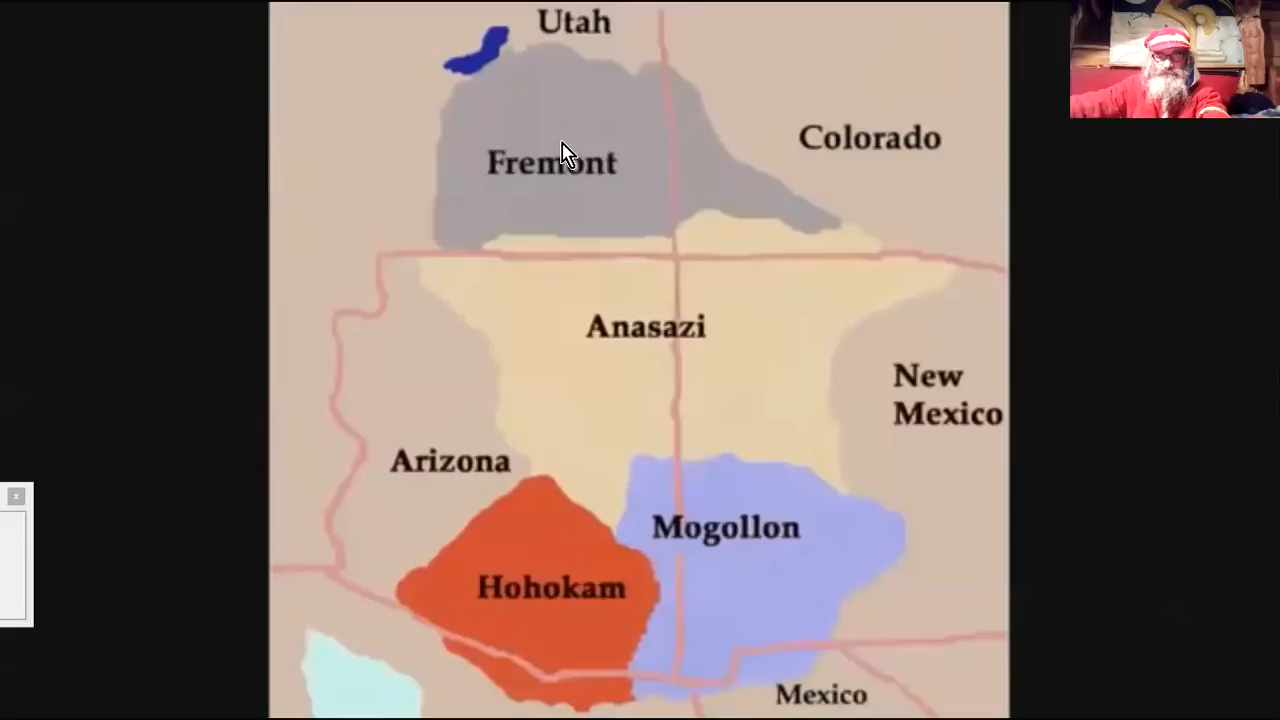 Utah
Colorado
Fremont
Anasazi
New
Mexico
Arizona
Mogollon
Hohokam
Mexico
x